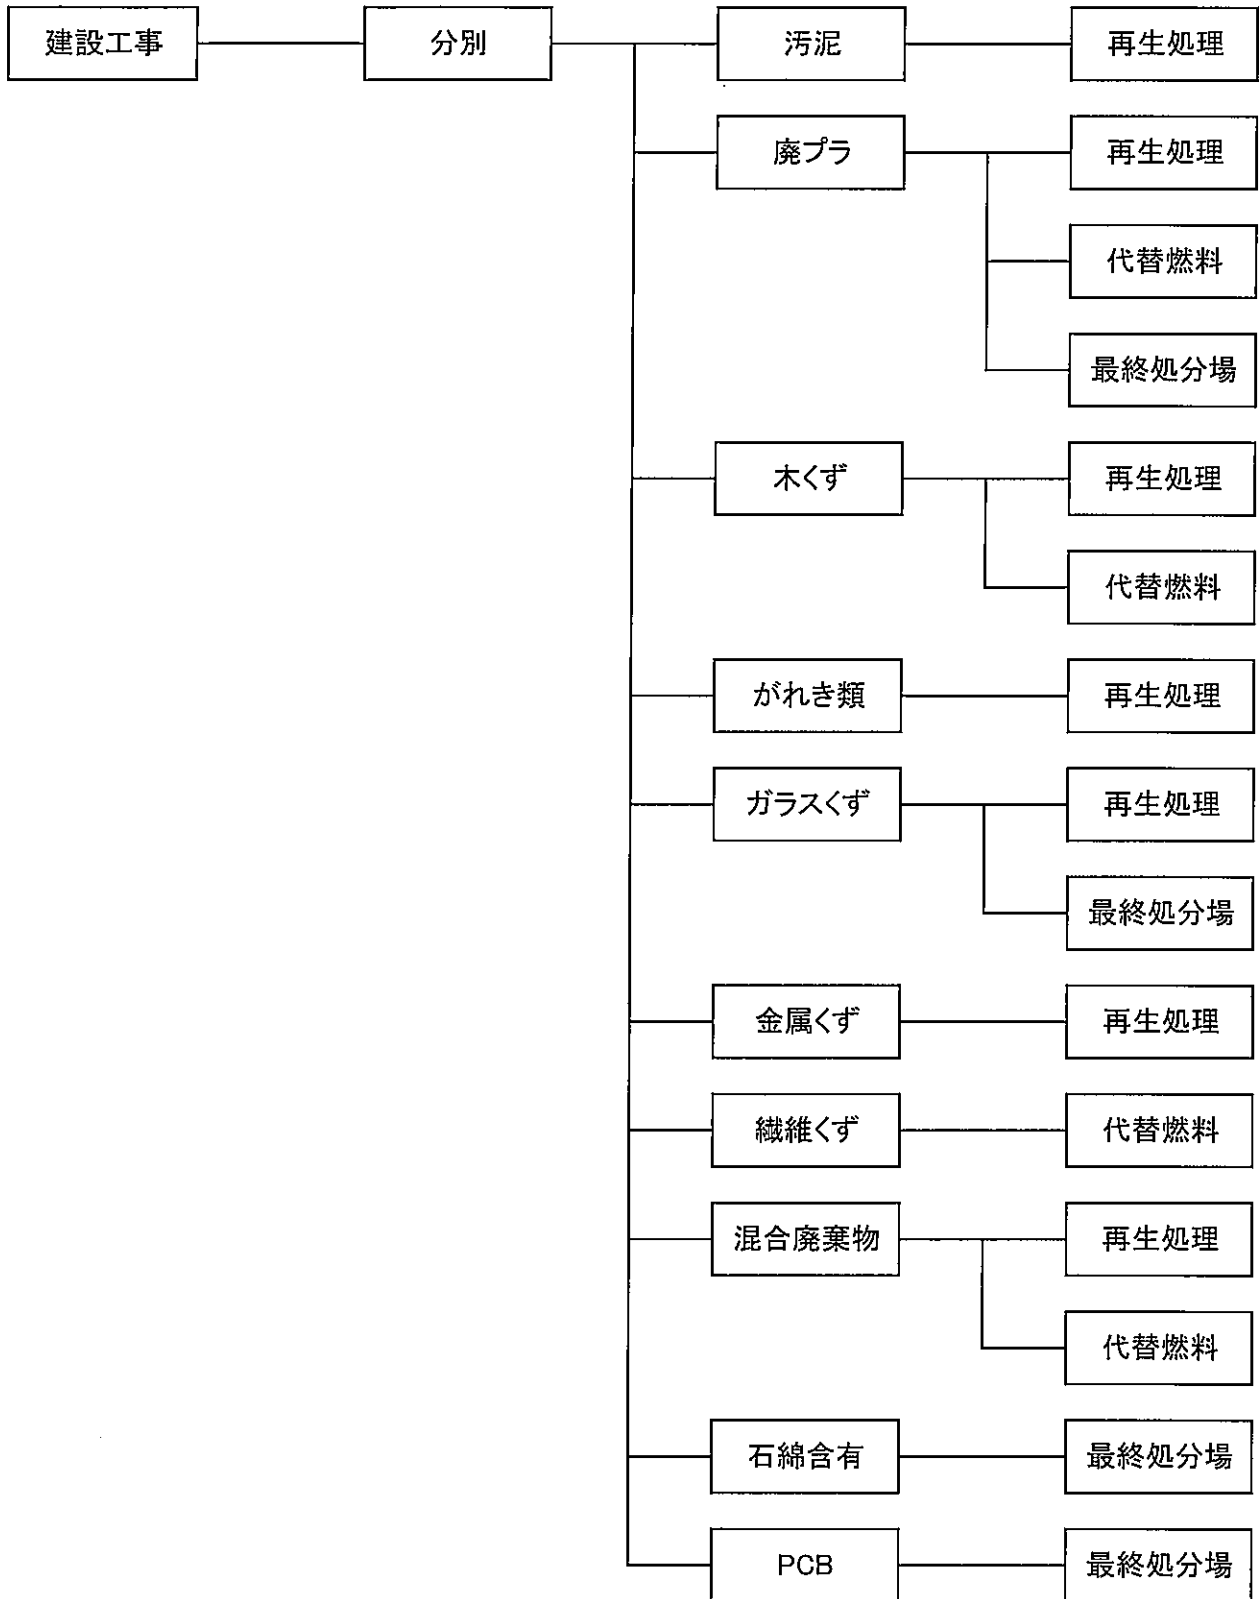 建設工事
分別
汚泥
再生処理
廃プラ
再生処理
代替燃料
最終処分場
木くず
再生処理
代替燃料
がれき類
再生処理
ガラスくず
再生処理
最終処分場
金属くず
再生処理
繊維くず
代替燃料
混合廃棄物
再生処理
代替燃料
石綿含有
最終処分場
PCB
最終処分場